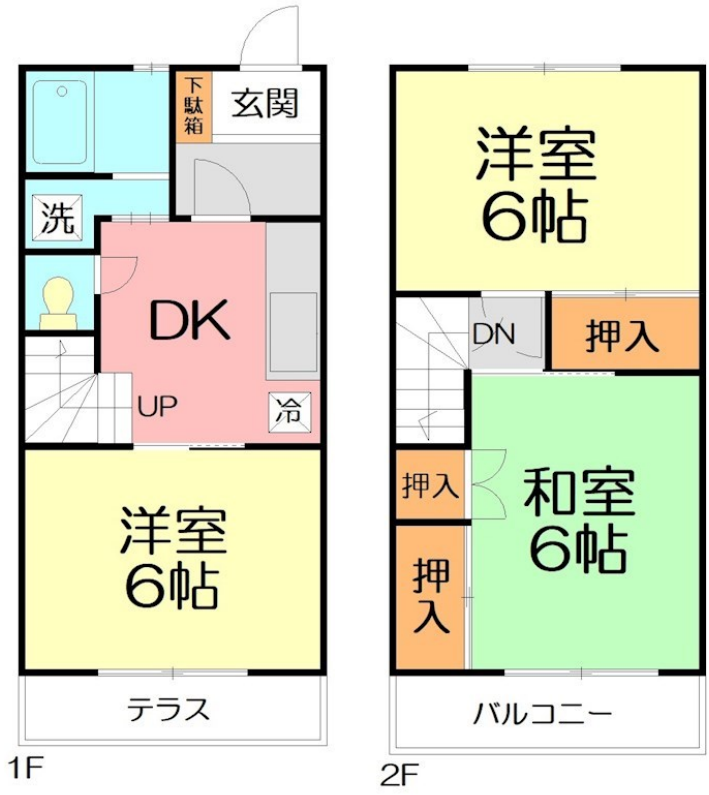 下駄箱
玄関
洗
DK
UP
冷
洋室
6帖
テラス
1F
洋室
6帖
DN
押入
押入
和室
6帖
押入
バルコニー
2F